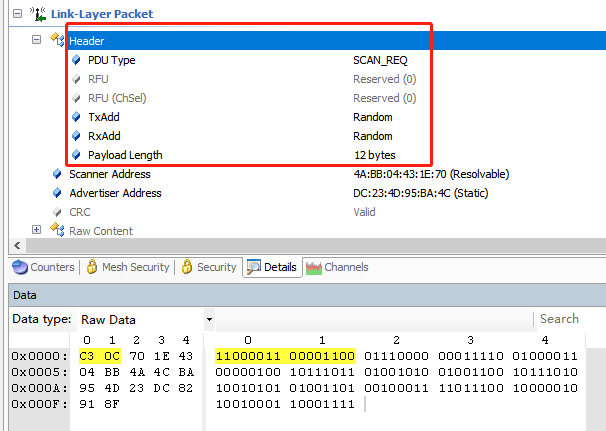 Link-Layer Packet
Header
PDU Type SCAN_REQ
RFU Reserved (0)
RFU (ChSel) Reserved (0)
TxAdd Random
RxAdd Random
Payload Length 12 bytes
Scanner Address 4A:BB:04:43:1E:70 (Resolvable)
Advertiser Address DC:23:4D:95:BA:4C (Static)
CRC Valid
Raw Content
Counters Mesh Security Security Details Channels
Data
Data type: Raw Data Search
0 1 2 3 4 0 1 2 3 4
0x0000: C3 0C 70 1E 43 11000011 00001100 01110000 00011110 01000011
0x0005: 04 BB 4A 4C BA 00000100 10111011 01001010 01001100 10111010
0x000A: 95 4D 23 DC 82 10010101 01001101 00100011 11011100 10000010
0x000F: 91 8F 10010001 10001111